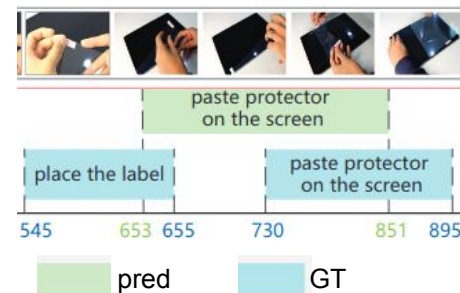 paste protector
on the screen
place the label
paste protector
on the screen
545 653 655 730 851 895
pred GT